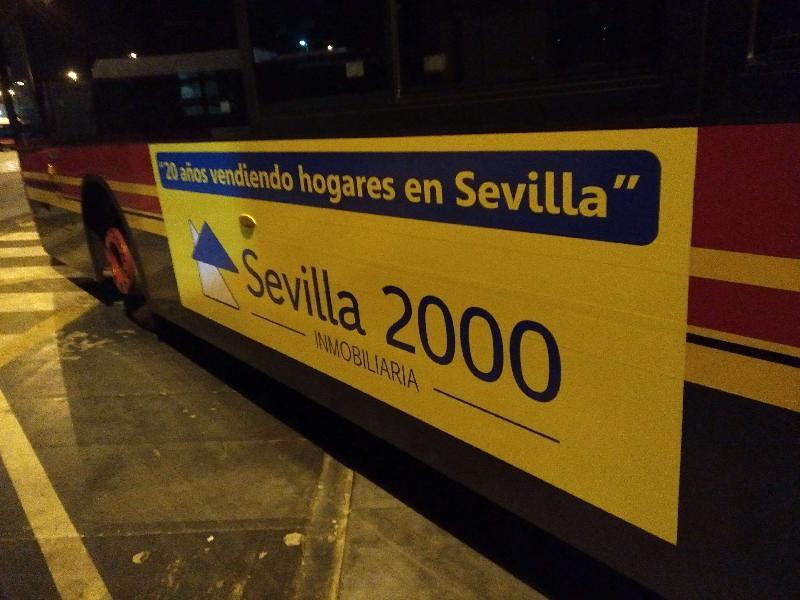 "20 años vendiendo hogares en Sevilla"
Sevilla 2000
INMOBILIARIA